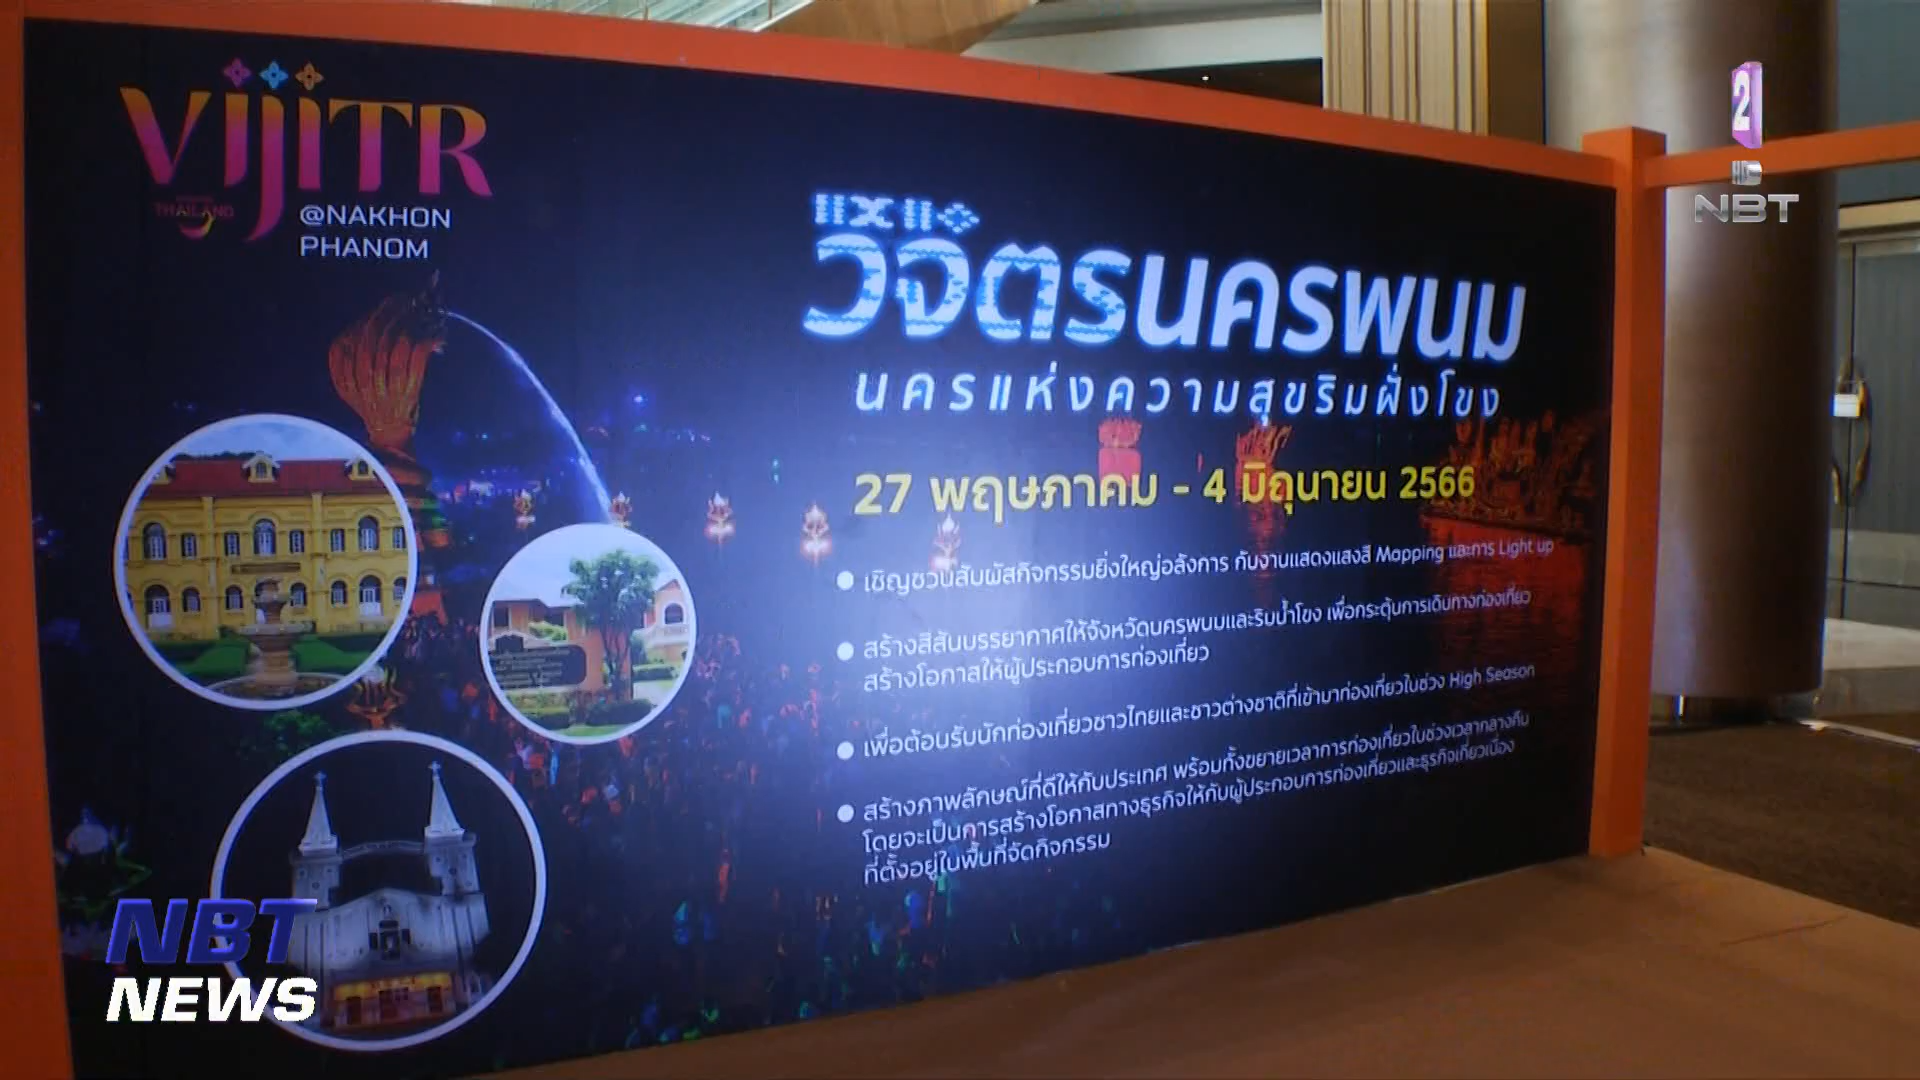 VIJITR
THAILAND
@NAKHON
PHANOM
วิจิตรนครพนม
นครแห่งความสุขริมฝั่งโขง
27 พฤษภาคม - 4 มิถุนายน 2566
เชิญชวนสัมผัสกิจกรรมยิ่งใหญ่อลังการ กับงานแสดงแสงสี Mapping และการ Light up
สร้างสีสันบรรยากาศให้จังหวัดนครพนมและริมน้ำโขง เพื่อกระตุ้นการเดินทางท่องเที่ยว
สร้างโอกาสให้ผู้ประกอบการท่องเที่ยว
เพื่อต้อนรับนักท่องเที่ยวชาวไทยและชาวต่างชาติที่เข้ามาท่องเที่ยวในช่วง High Season
สร้างภาพลักษณ์ที่ดีให้กับประเทศ พร้อมทั้งขยายเวลาการท่องเที่ยวในช่วงเวลากลางคืน
โดยจะเป็นการสร้างโอกาสทางธุรกิจให้กับผู้ประกอบการท่องเที่ยวและธุรกิจเกี่ยวเนื่อง
ที่ตั้งอยู่ในพื้นที่จัดกิจกรรม
2
NBT
NBT
NEWS